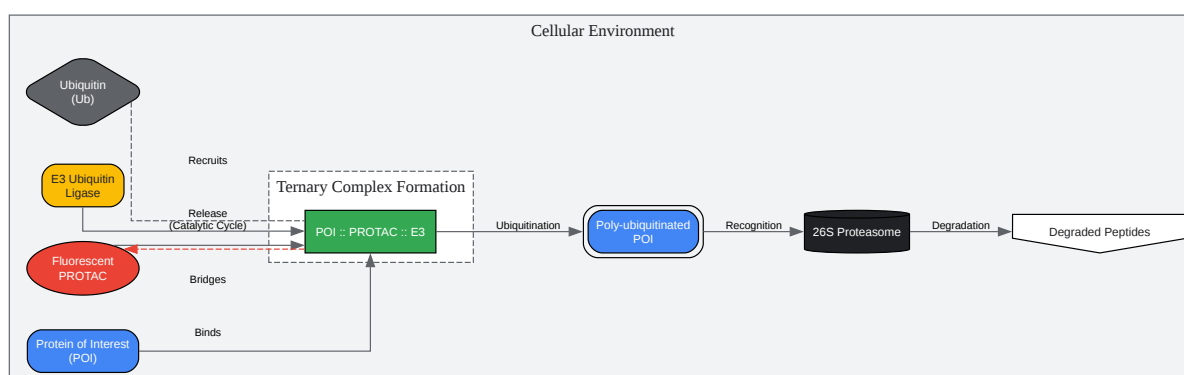 Cellular Environment
Ubiquitin
(Ub)
Recruits
E3 Ubiquitin
Ligase
Ternary Complex Formation
Release
(Catalytic Cycle)
POI :: PROTAC :: E3
Ubiquitination
Poly-ubiquitinated
POI
Recognition
26S Proteasome
Degradation
Degraded Peptides
Fluorescent
PROTAC
Bridges
Binds
Protein of Interest
(POI)